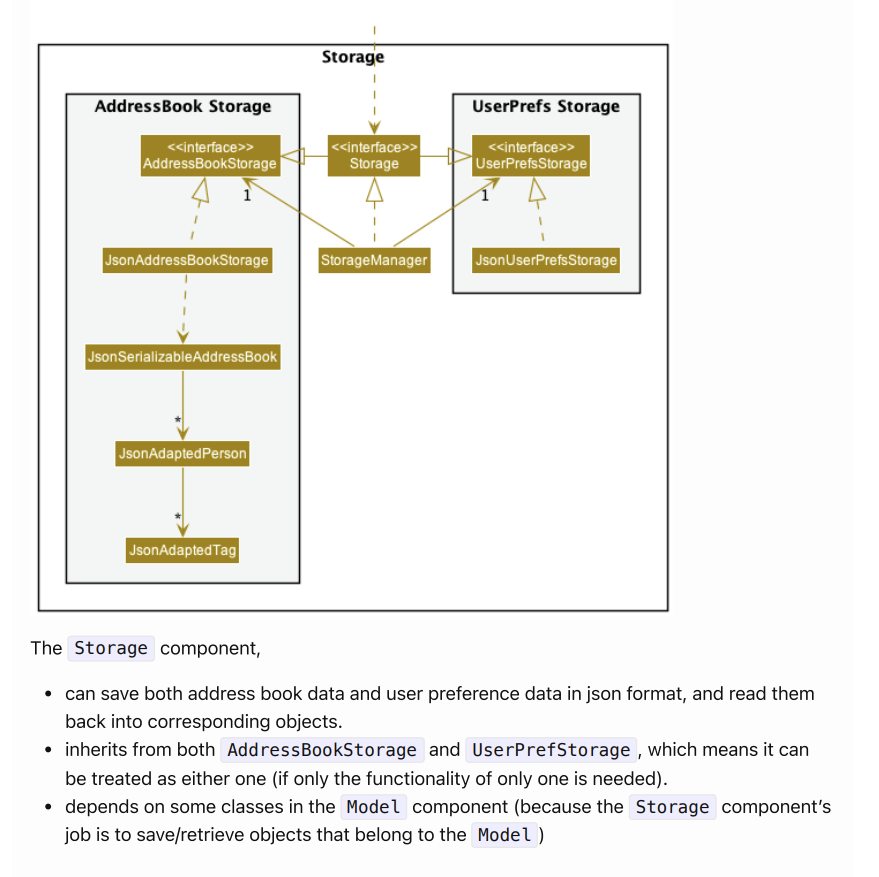 Storage
AddressBook Storage
UserPrefs Storage
<<interface>>
AddressBookStorage
<<interface>>
Storage
<<interface>>
UserPrefsStorage
1
1
JsonAddressBookStorage
StorageManager
JsonUserPrefsStorage
JsonSerializableAddressBook
*
JsonAdaptedPerson
*
JsonAdaptedTag
The Storage component,
• can save both address book data and user preference data in json format, and read them
back into corresponding objects.
• inherits from both AddressBookStorage and UserPrefStorage, which means it can
be treated as either one (if only the functionality of only one is needed).
• depends on some classes in the Model component (because the Storage component’s
job is to save/retrieve objects that belong to the Model)